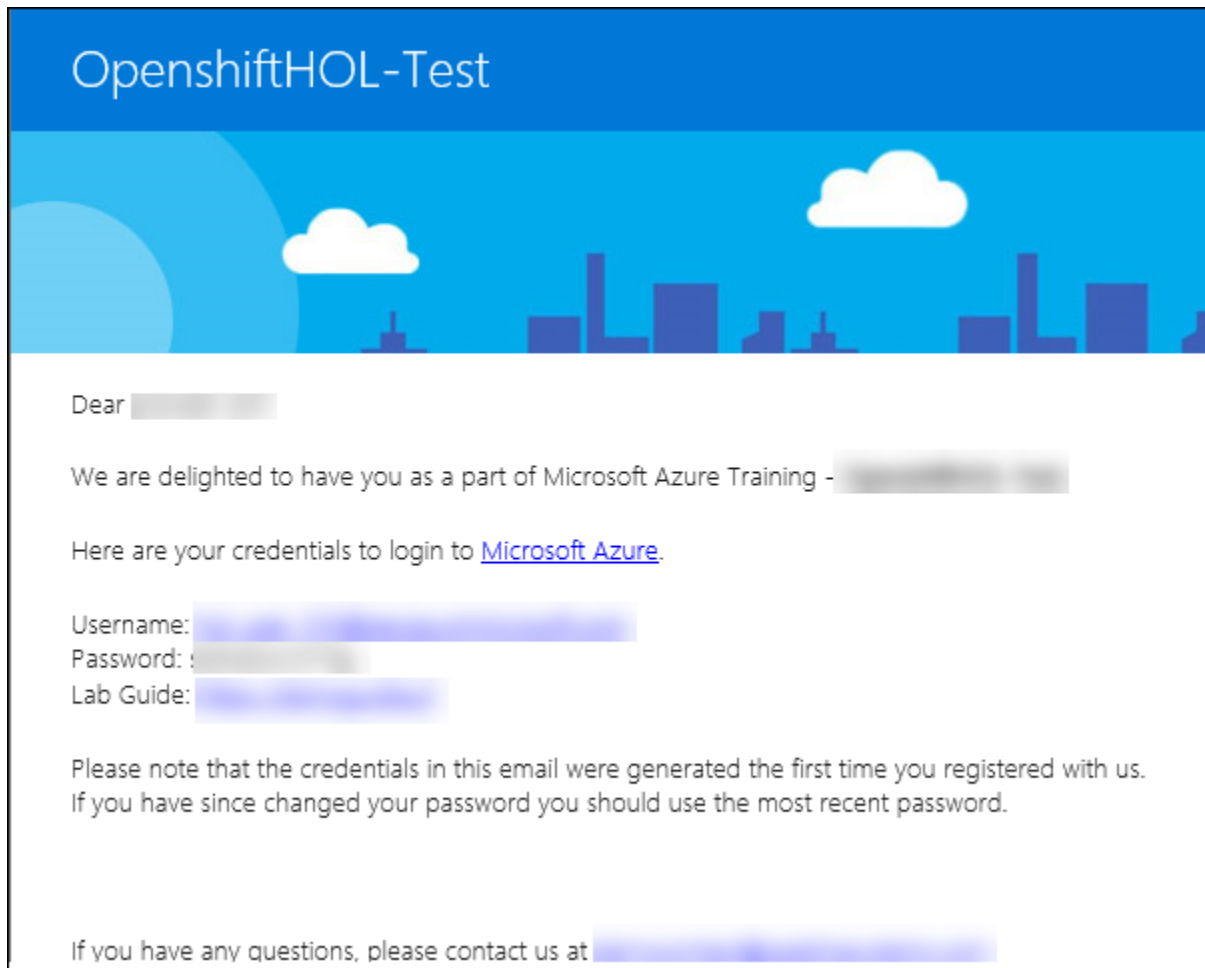 OpenshiftHOL-Test
Dear
We are delighted to have you as a part of Microsoft Azure Training -
Here are your credentials to login to Microsoft Azure.
Username:
Password:
Lab Guide:
Please note that the credentials in this email were generated the first time you registered with us.
If you have since changed your password you should use the most recent password.
If you have any questions, please contact us at